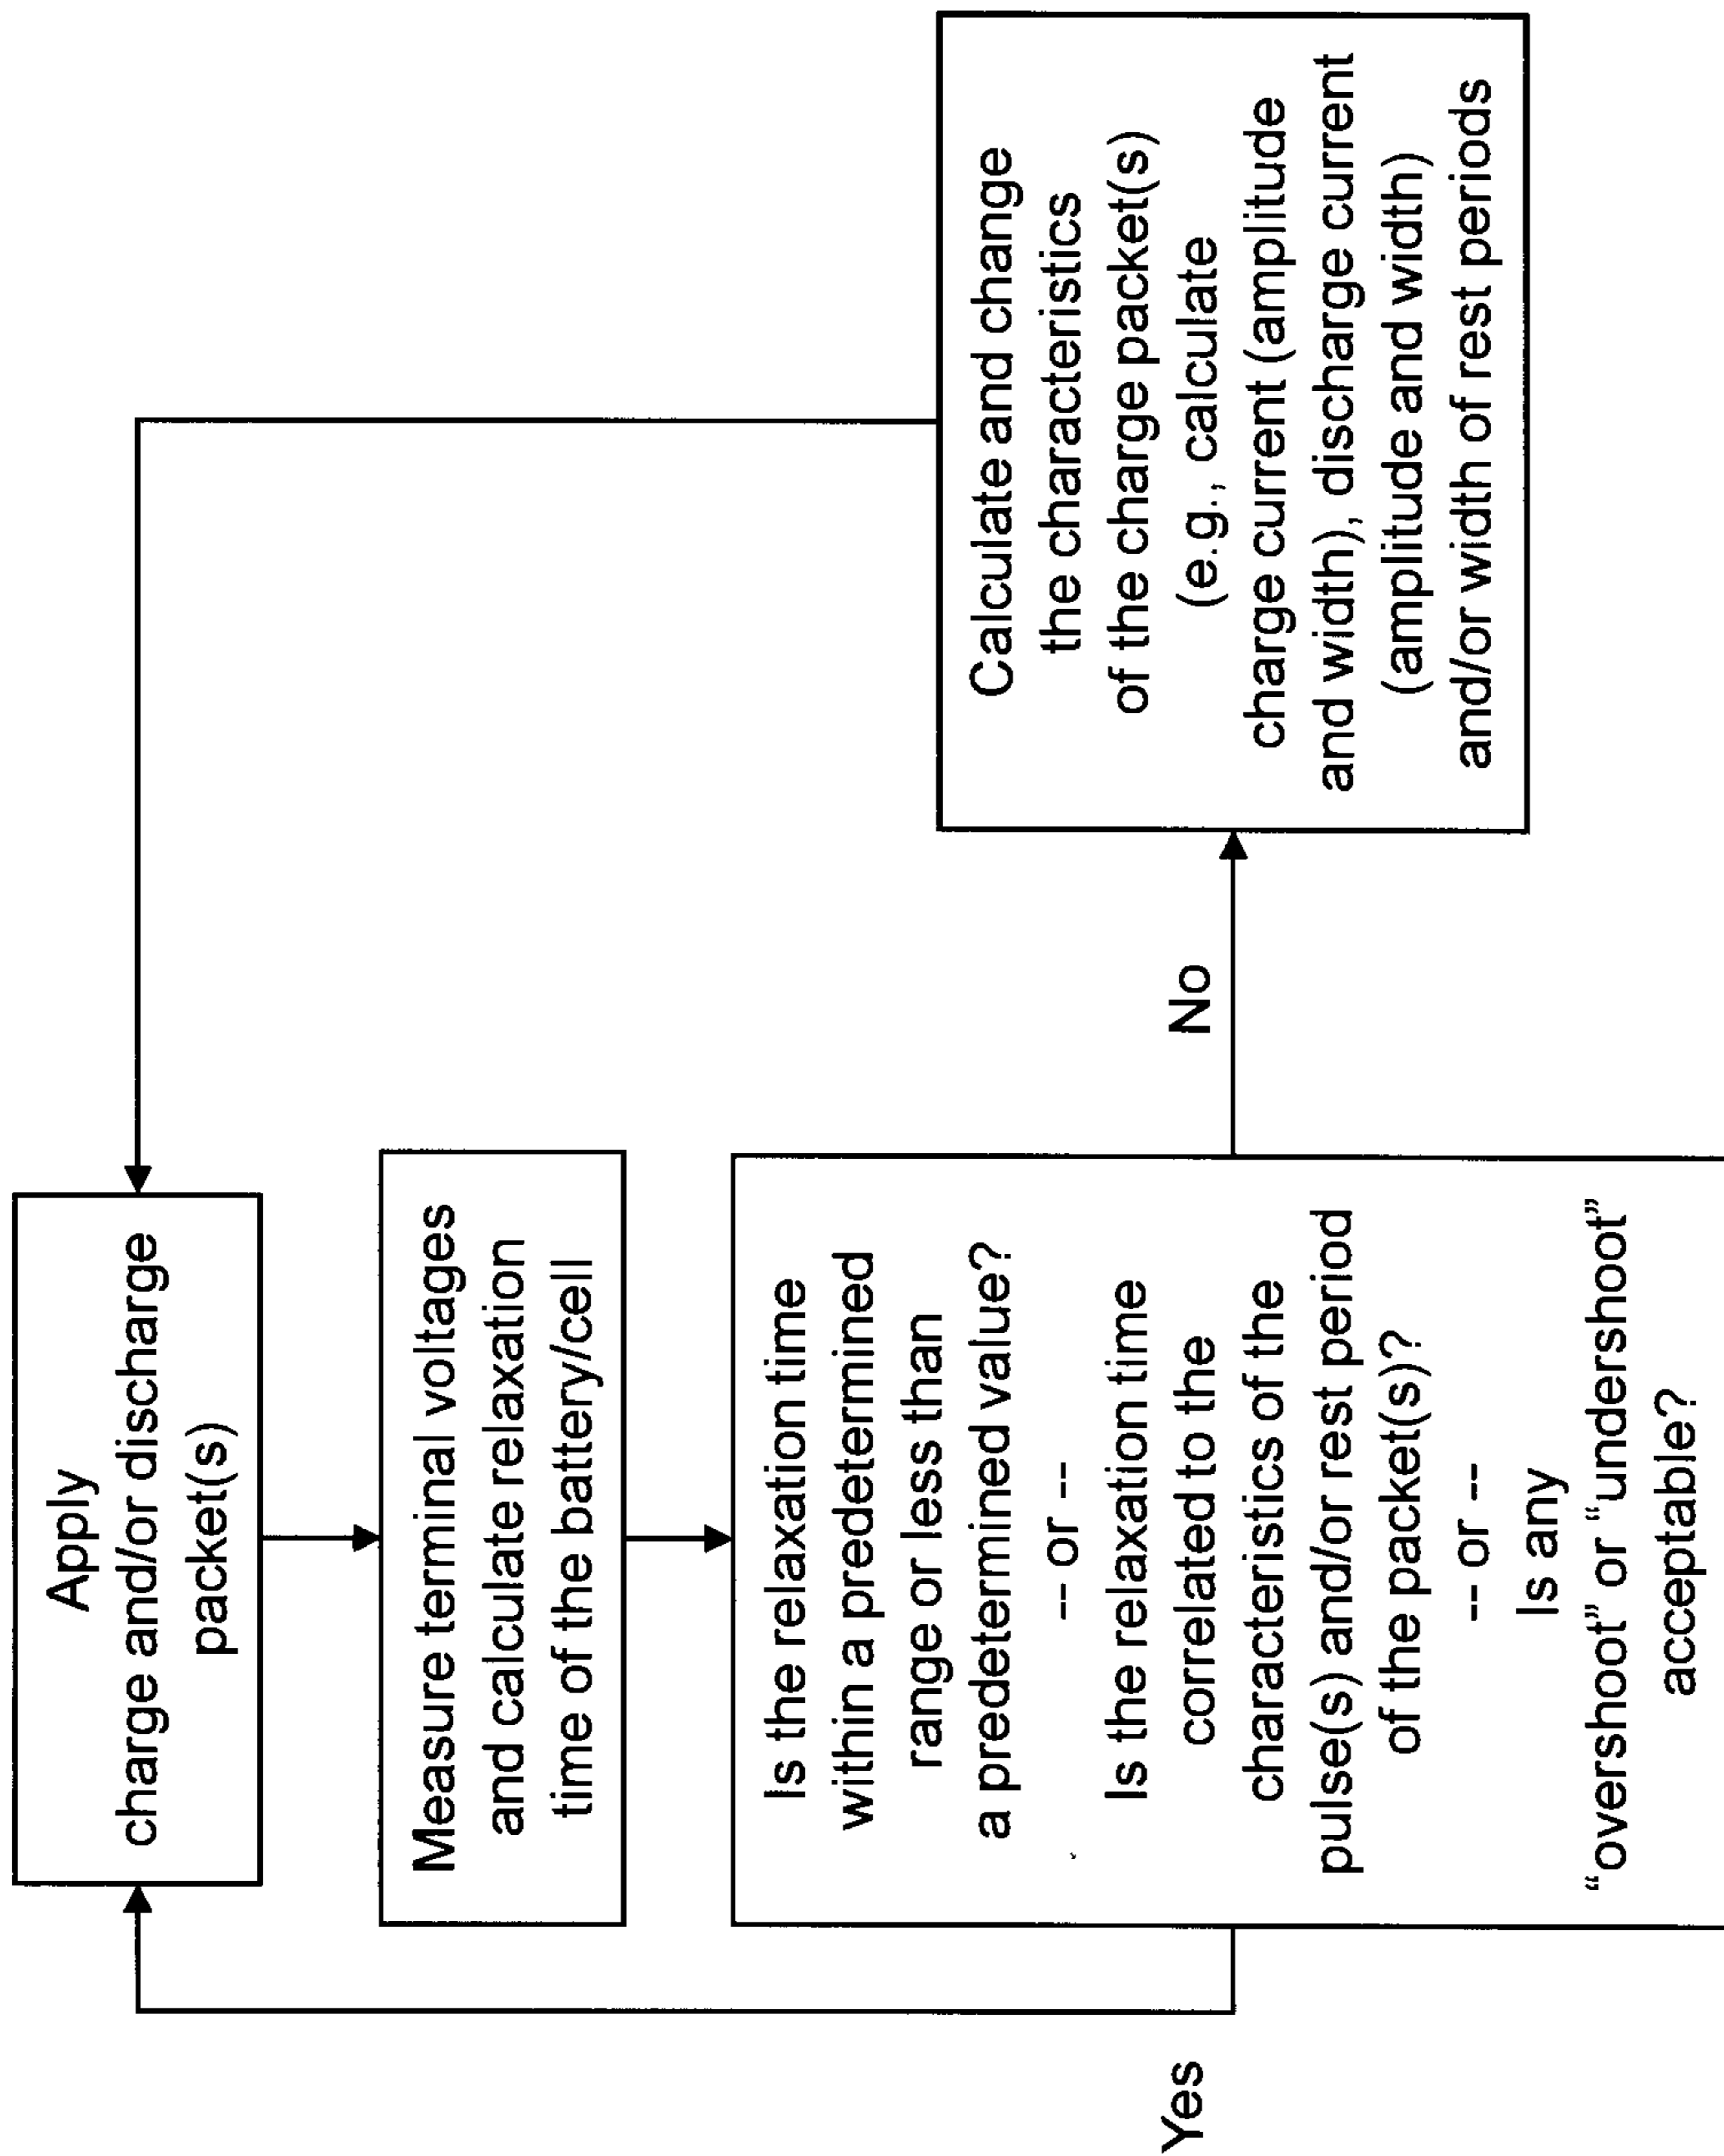 Apply
charge and/or discharge
packet(s)
Measure terminal voltages
and calculate relaxation
time of the battery/cell
Is the relaxation time
within a predetermined
range or less than
a predetermined value?
-- or --
Is the relaxation time
correlated to the
characteristics of the
pulse(s) and/or rest period
of the packet(s)?
-- or --
Is any
“overshoot” or “undershoot”
acceptable?
Yes
No
Calculate and change
the characteristics
of the charge packet(s)
(e.g., calculate
charge current (amplitude
and width), discharge current
(amplitude and width)
and/or width of rest periods